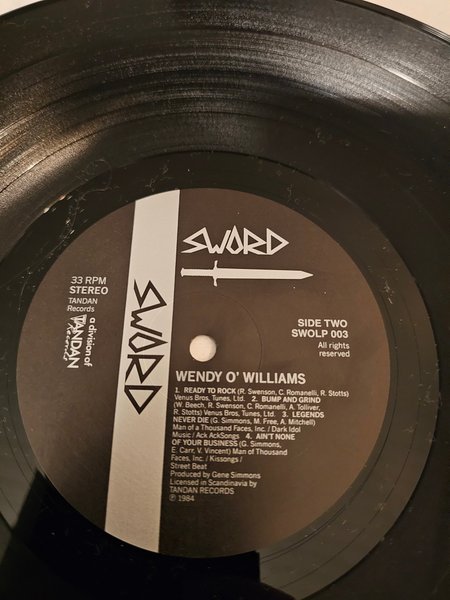 SWORD
33 RPM
STEREO
TANDAN
Records
a division of
TANDAN
Records
SWORD
SIDE TWO
SWOLP 003
All rights
reserved
WENDY O' WILLIAMS
1. READY TO ROCK (R. Swenson, C. Romanelli, R. Stotts)
Venus Bros, Tunes, Ltd. 2. BUMP AND GRIND
(W. Beech, R. Swenson, C. Romanelli, A. Tolliver,
R. Stotts) Venus Bros, Tunes, Ltd. 3. LEGENDS
NEVER DIE (G. Simmons, M. Free, A. Mitchell)
Man of a Thousand Faces, Inc. / Dark Idol
Music / Ack AckSongs 4. AIN'T NONE
OF YOUR BUSINESS (G. Simmons,
E. Carr, V. Vincent) Man of Thousand
Faces, Inc. / Kissongs /
Street Beat
Produced by Gene Simmons
Licensed in Scandinavia by
TANDAN RECORDS
℗ 1984